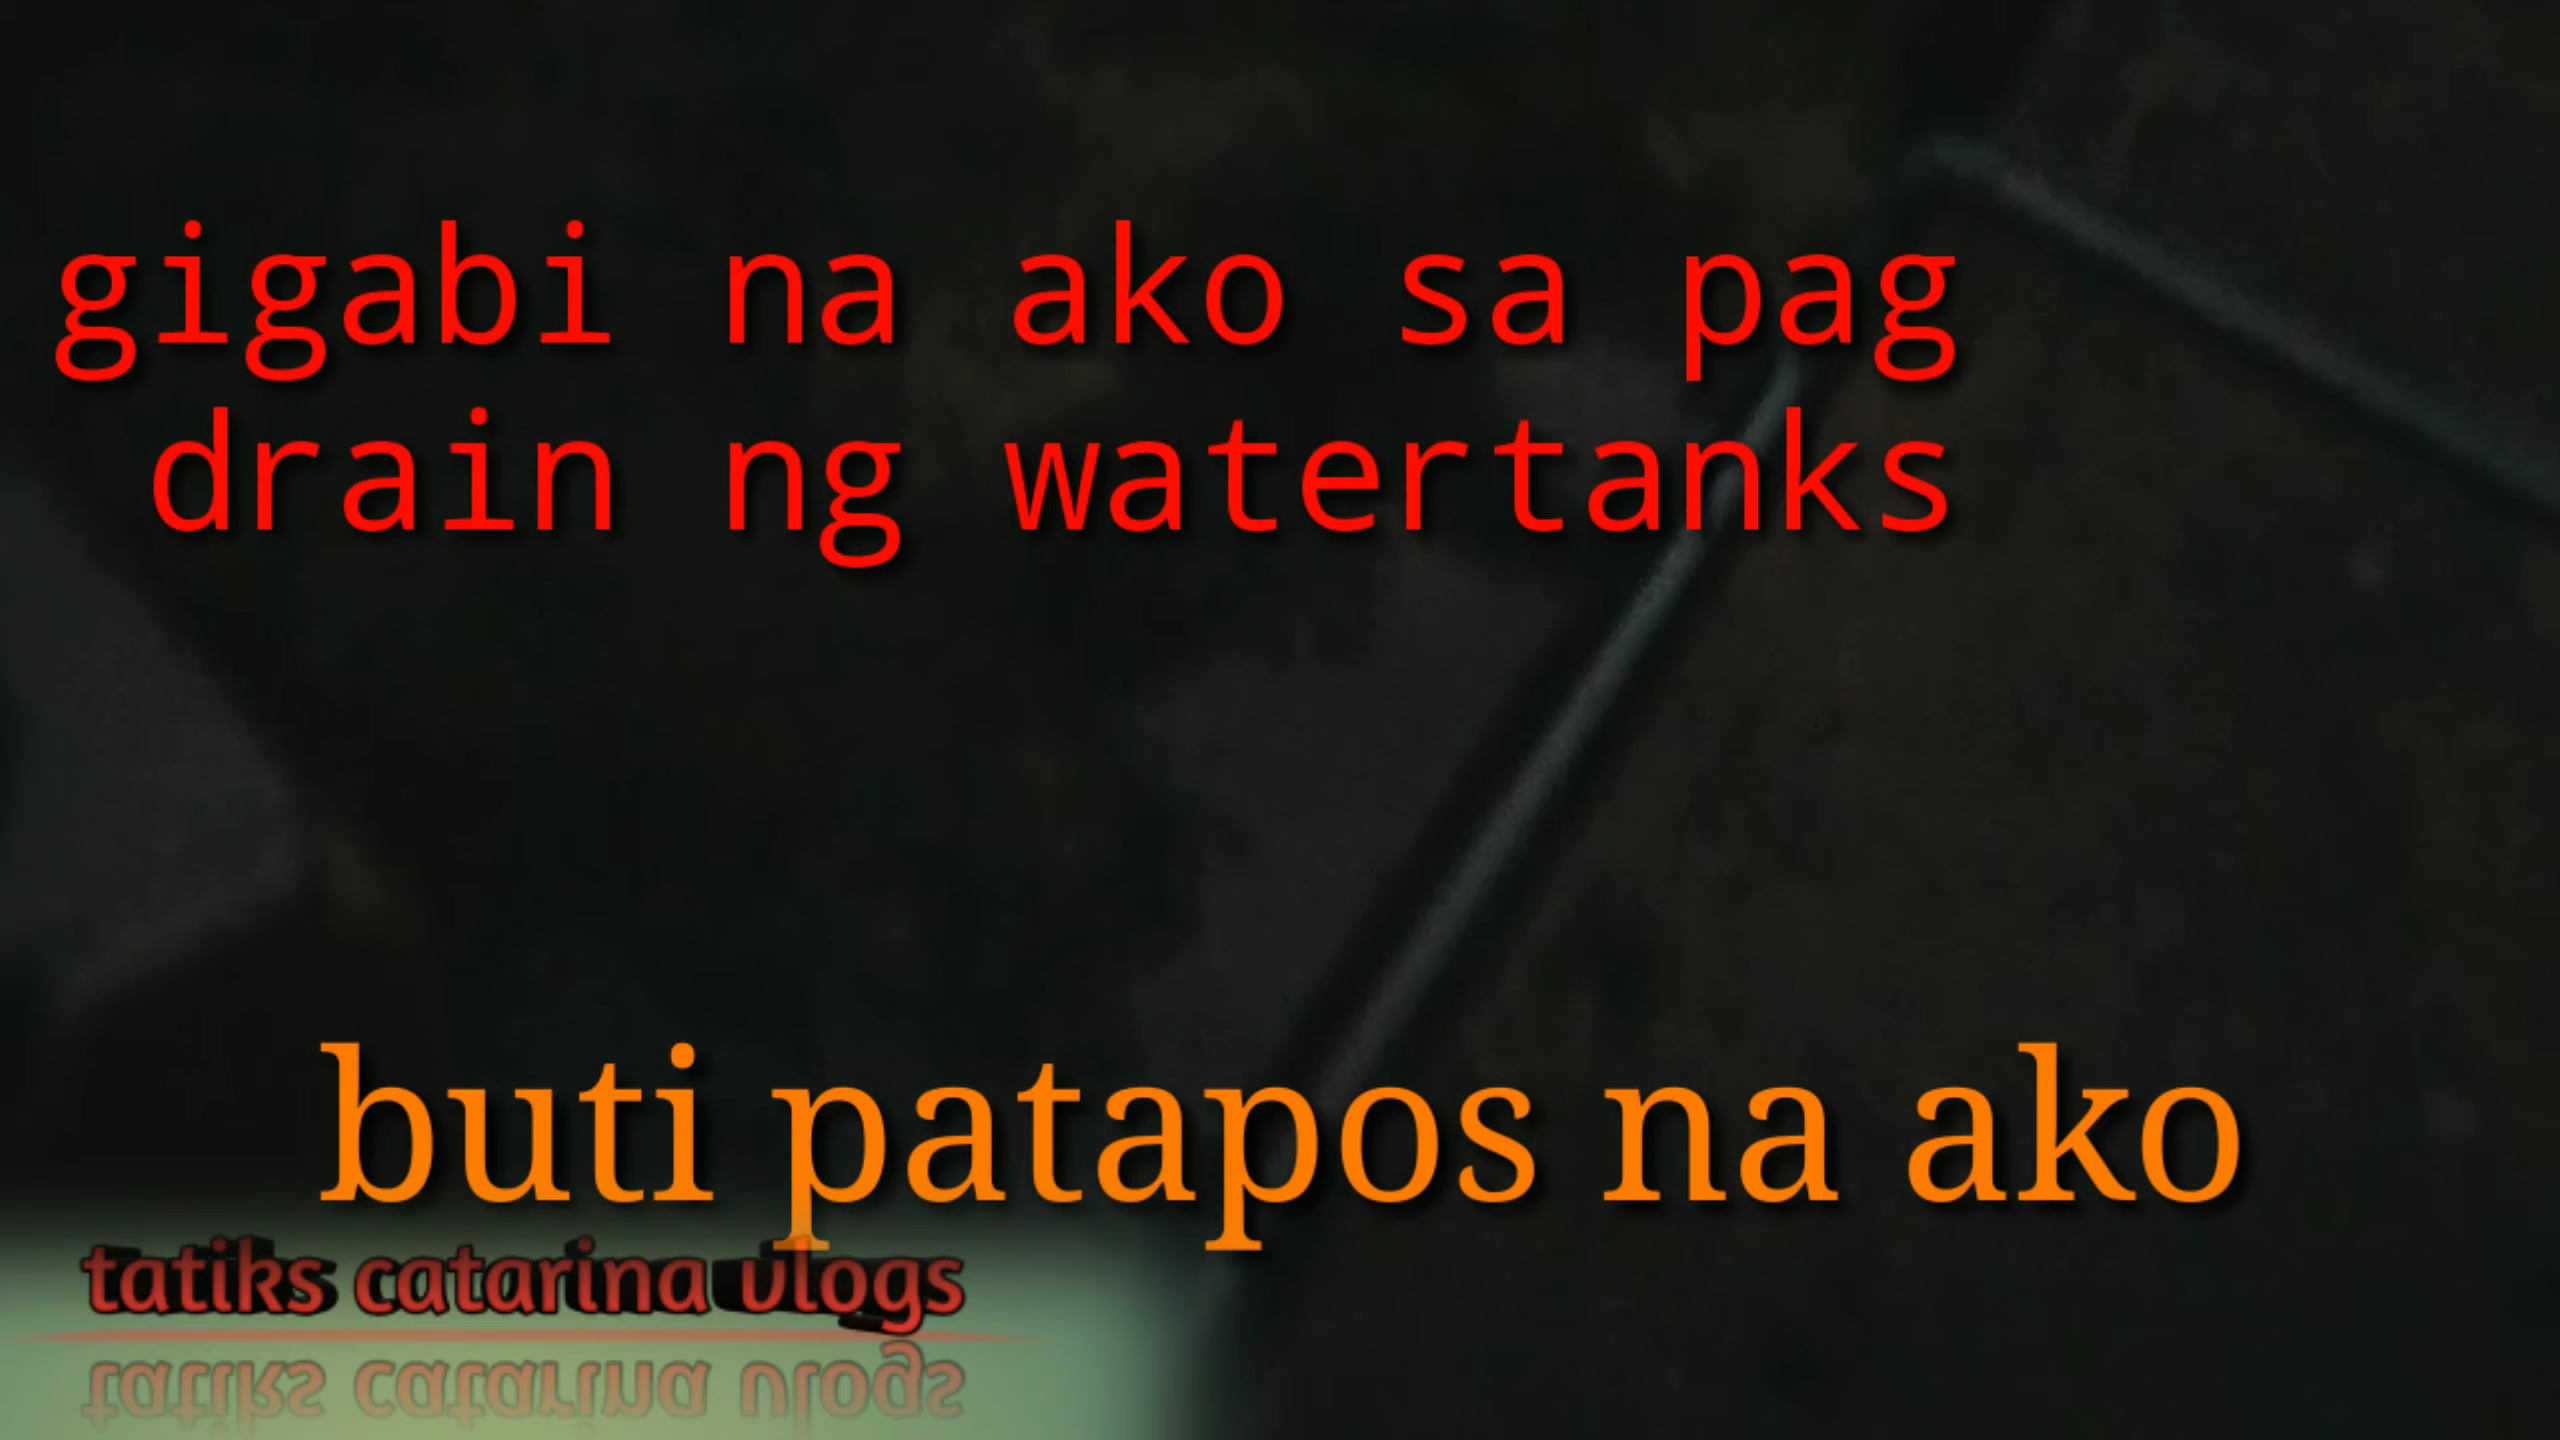 gigabi na ako sa pag
drain ng watertanks
buti patapos na ako
tatiks catarina vlogs